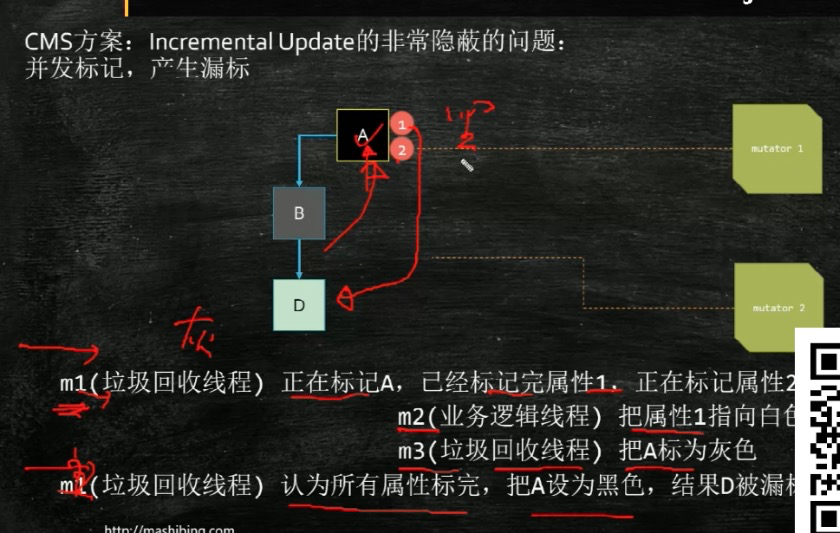 CMS方案：Incremental Update的非常隐蔽的问题：
并发标记，产生漏标
A
1
2
mutator 1
B
D
mutator 2
灰
m1(垃圾回收线程) 正在标记A，已经标记完属性1，正在标记属性2
m2(业务逻辑线程) 把属性1指向白色
m3(垃圾回收线程) 把A标为灰色
m1(垃圾回收线程) 认为所有属性标完，把A设为黑色，结果D被漏标
http://mashibing.com